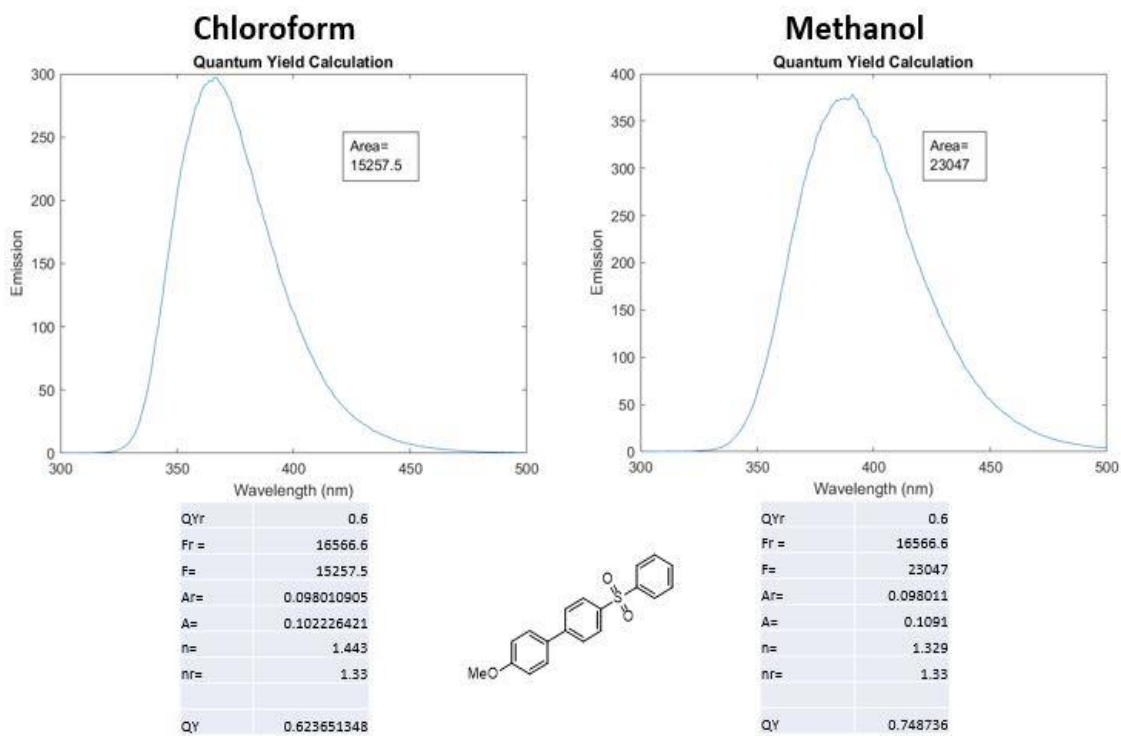 Chloroform
Quantum Yield Calculation
300
250
200
150
100
50
0
Emission
Area=
15257.5
300
350
400
450
500
Wavelength (nm)
QYr 0.6
Fr = 16566.6
F= 15257.5
Ar= 0.098010905
A= 0.102226421
n= 1.443
nr= 1.33
QY 0.623651348
MeO
O
S
O
Methanol
Quantum Yield Calculation
400
350
300
250
200
150
100
50
0
Emission
Area=
23047
300
350
400
450
500
Wavelength (nm)
QYr 0.6
Fr = 16566.6
F= 23047
Ar= 0.098011
A= 0.1091
n= 1.329
nr= 1.33
QY 0.748736